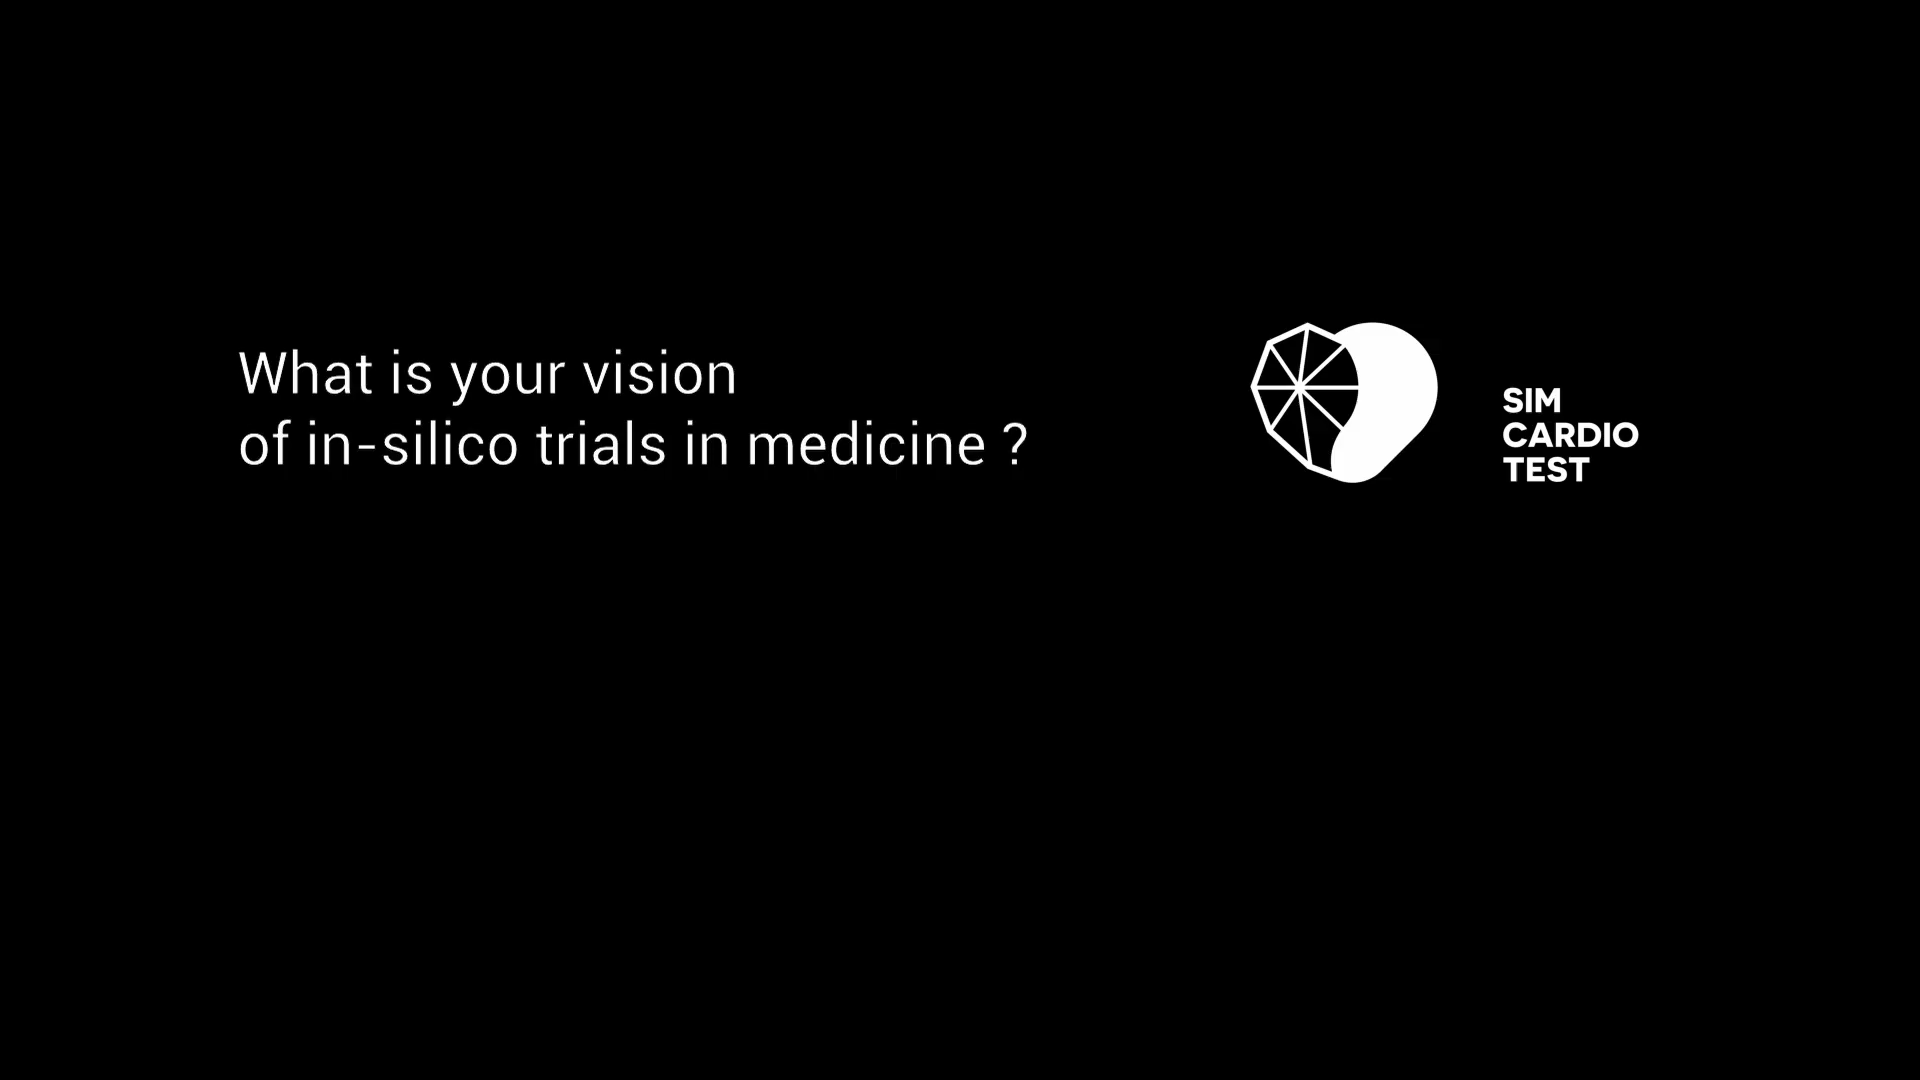 What is your vision
of in-silico trials in medicine ?
SIM
CARDIO
TEST